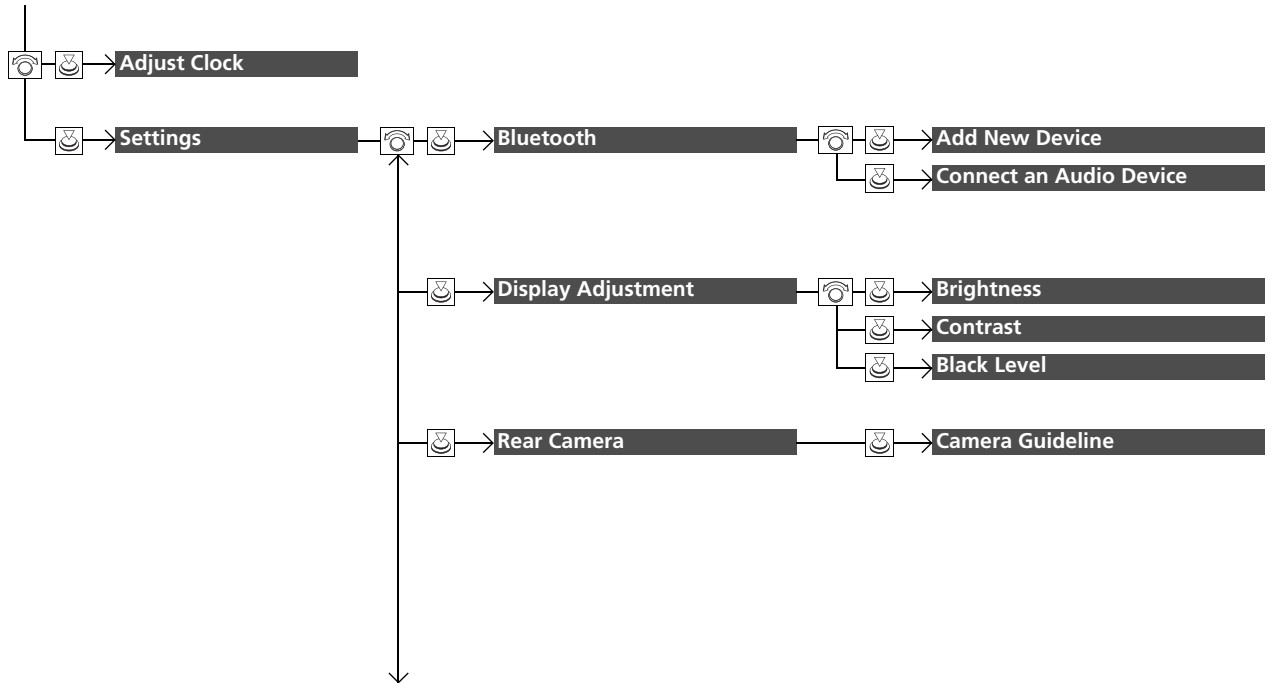 Adjust Clock
Settings
Bluetooth
Add New Device
Connect an Audio Device
Display Adjustment
Brightness
Contrast
Black Level
Rear Camera
Camera Guideline